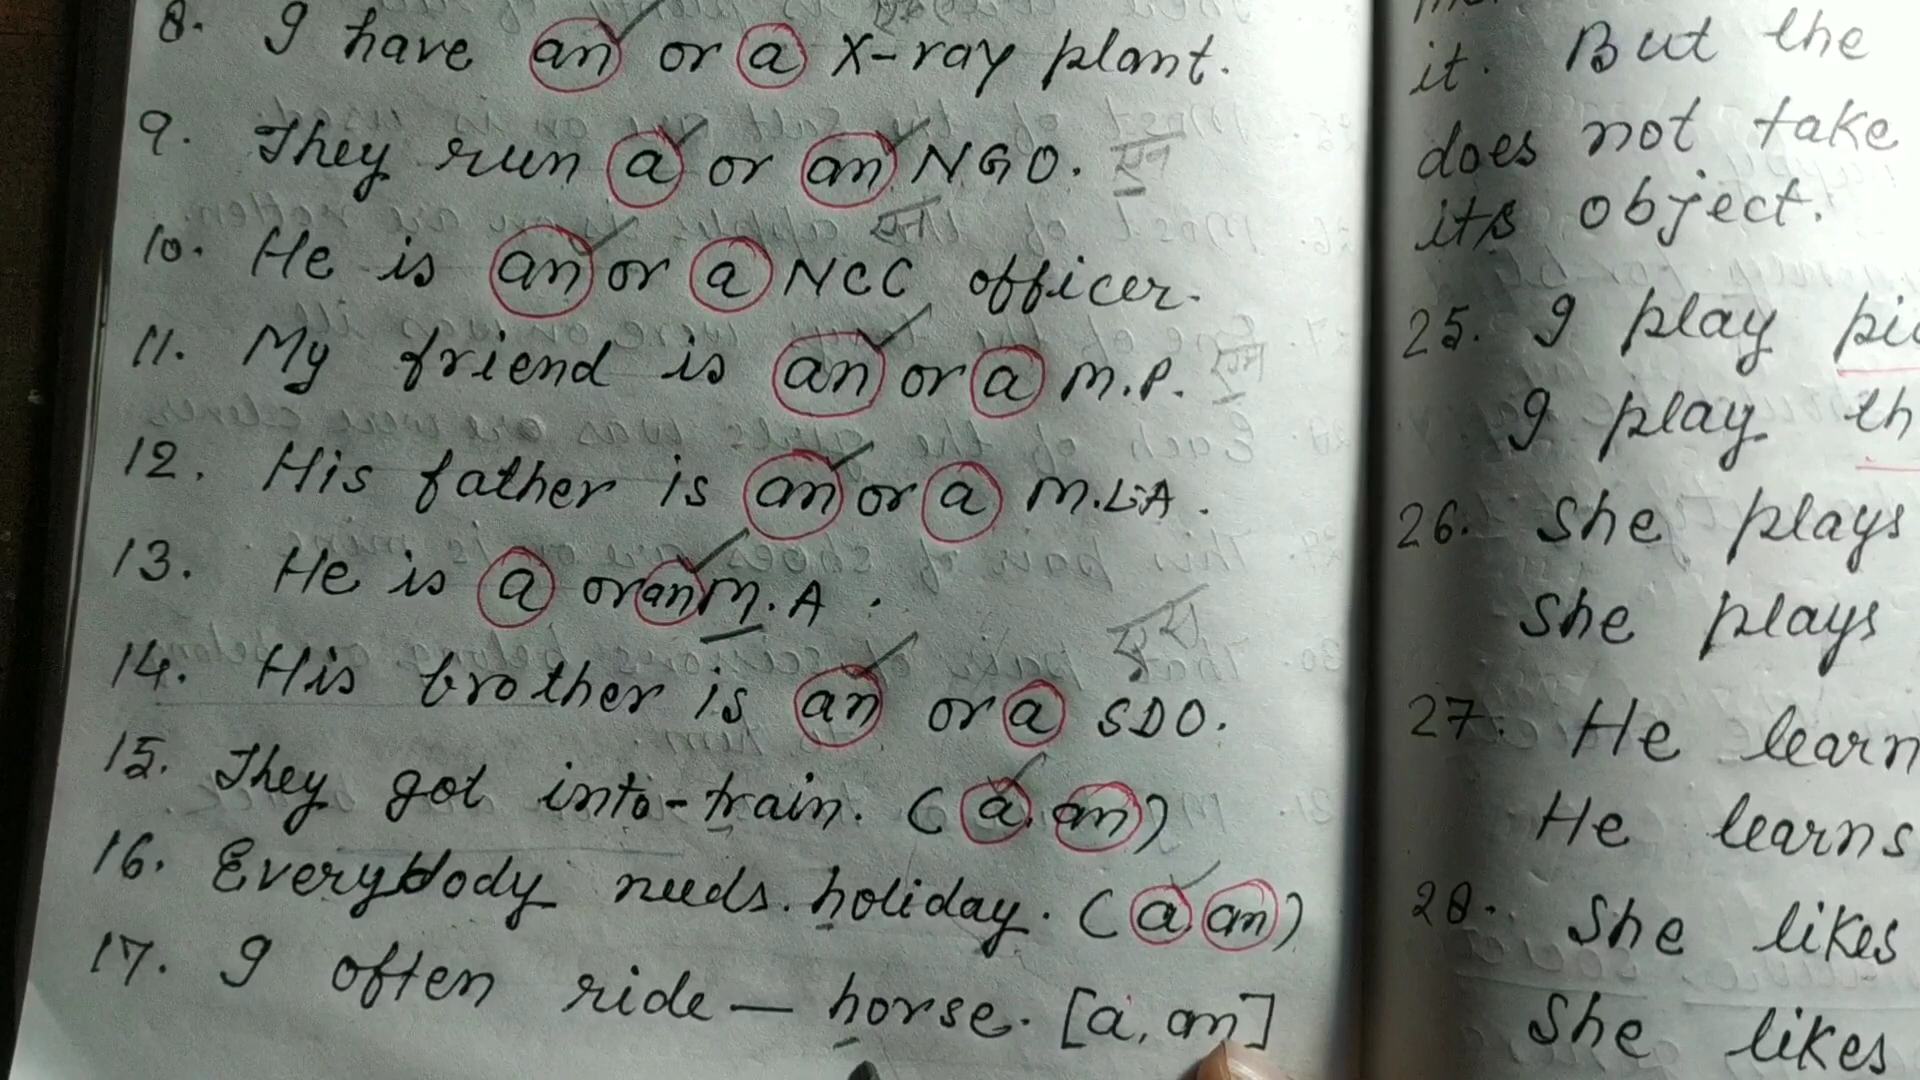 8. I have an or a X-ray plant.
9. They run a or an NGO. एन
एन
10. He is an or a NCC officer.
11. My friend is an or a M.P. एम
12. His father is an or a M.L.A.
13. He is a or an M.A.
एस
14. His brother is an or a SDO.
15. They got into - train. (a, an)
16. Everybody needs. holiday. (a, an)
17. I often ride — horse. [a, an]
it. But the
does not take
its object.
25. I play
I play
26. She plays
She plays
27. He learn
He learns
28. She likes
She likes